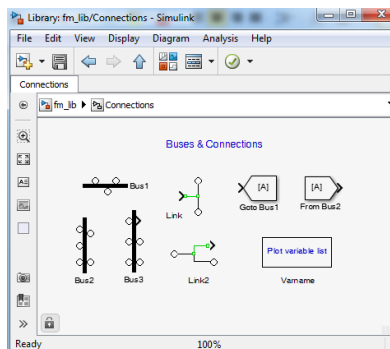 Library: fm_lib/Connections - Simulink
File Edit View Display Diagram Analysis Help
Connections
fm_lib Connections
Buses & Connections
Bus1
Link
[A]
Goto Bus1
[A]
From Bus2
Bus2
Bus3
Link2
Plot variable list
Varname
Ready 100%